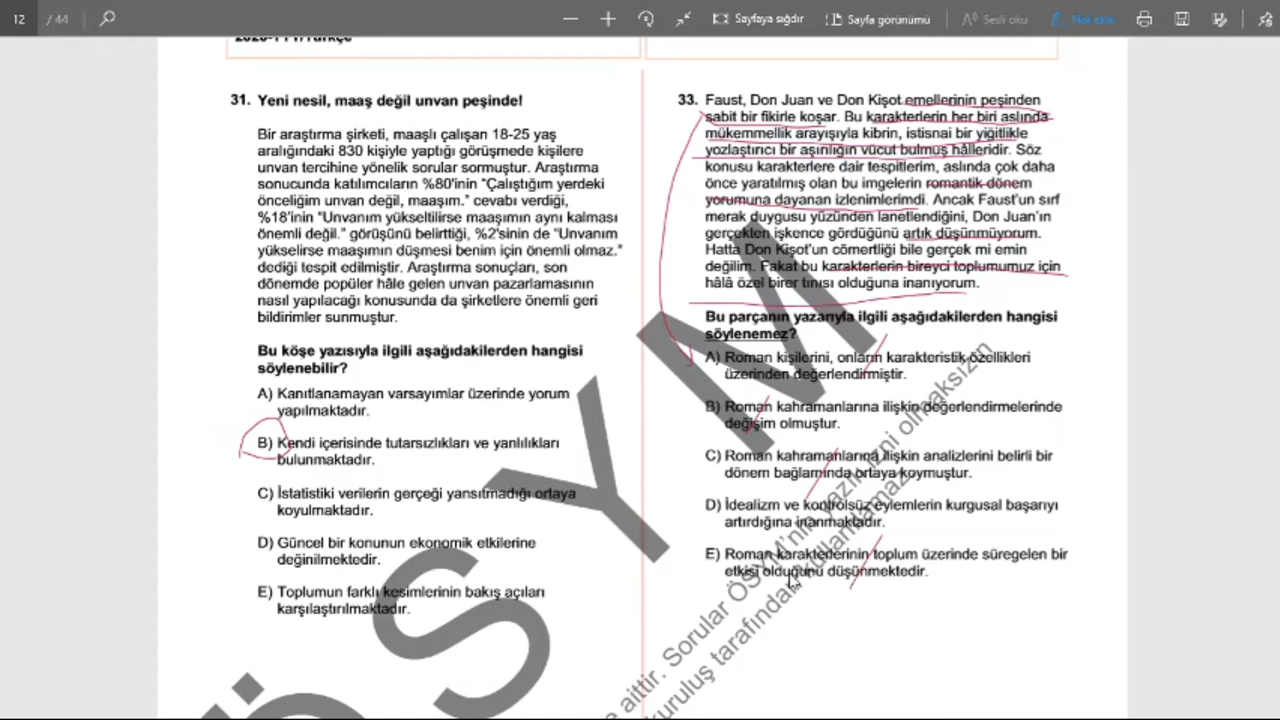 12 / 44
Sayfaya sığdır
Sayfa görünümü
Sesli oku
Not ekle
31. Yeni nesil, maaş değil unvan peşinde!
Bir araştırma şirketi, maaşlı çalışan 18-25 yaş
aralığındaki 830 kişiyle yaptığı görüşmede kişilere
unvan tercihine yönelik sorular sormuştur. Araştırma
sonucunda katılımcıların %80'inin “Çalıştığım yerdeki
önceliğim unvan değil, maaşım.” cevabı verdiği,
%18'inin “Unvanım yükseltilirse maaşımın aynı kalması
önemli değil.” görüşünü belirttiği, %2'sinin de “Unvanım
yükselirse maaşımın düşmesi benim için önemli olmaz.”
dediği tespit edilmiştir. Araştırma sonuçları, son
dönemde popüler hâle gelen unvan pazarlamasının
nasıl yapılacağı konusunda da şirketlere önemli geri
bildirimler sunmuştur.
Bu köşe yazısıyla ilgili aşağıdakilerden hangisi
söylenebilir?
A) Kanıtlanamayan varsayımlar üzerinde yorum
yapılmaktadır.
B) Kendi içerisinde tutarsızlıkları ve yanlılıkları
bulunmaktadır.
C) İstatistiki verilerin gerçeği yansıtmadığı ortaya
koyulmaktadır.
D) Güncel bir konunun ekonomik etkilerine
değinilmektedir.
E) Toplumun farklı kesimlerinin bakış açıları
karşılaştırılmaktadır.
33. Faust, Don Juan ve Don Kişot emellerinin peşinden
sabit bir fikirle koşar. Bu karakterlerin her biri aslında
mükemmellik arayışıyla kibrin, istisnai bir yiğitlikle
yozlaştırıcı bir aşırılığın vücut bulmuş hâlleridir. Söz
konusu karakterlere dair tespitlerim, aslında çok daha
önce yaratılmış olan bu imgelerin romantik dönem
yorumuna dayanan izlenimlerimdi. Ancak Faust'un sırf
merak duygusu yüzünden lanetlendiğini, Don Juan'ın
gerçekten işkence gördüğünü artık düşünmüyorum.
Hatta Don Kişot'un cömertliği bile gerçek mi emin
değilim. Fakat bu karakterlerin bireyci toplumumuz için
hâlâ özel birer tınısı olduğuna inanıyorum.
Bu parçanın yazarıyla ilgili aşağıdakilerden hangisi
söylenemez?
A) Roman kişilerini, onların karakteristik özellikleri
üzerinden değerlendirmiştir.
B) Roman kahramanlarına ilişkin değerlendirmelerinde
değişim olmuştur.
C) Roman kahramanlarına ilişkin analizlerini belirli bir
dönem bağlamında ortaya koymuştur.
D) İdealizm ve kontrolsüz eylemlerin kurgusal başarıyı
artırdığına inanmaktadır.
E) Roman karakterlerinin toplum üzerinde süregelen bir
etkisi olduğunu düşünmektedir.
ÖSYM
e aittir. Sorular ÖSYM'nin yazılı izni olmaksızın
kuruluş tarafından kullanılamaz.